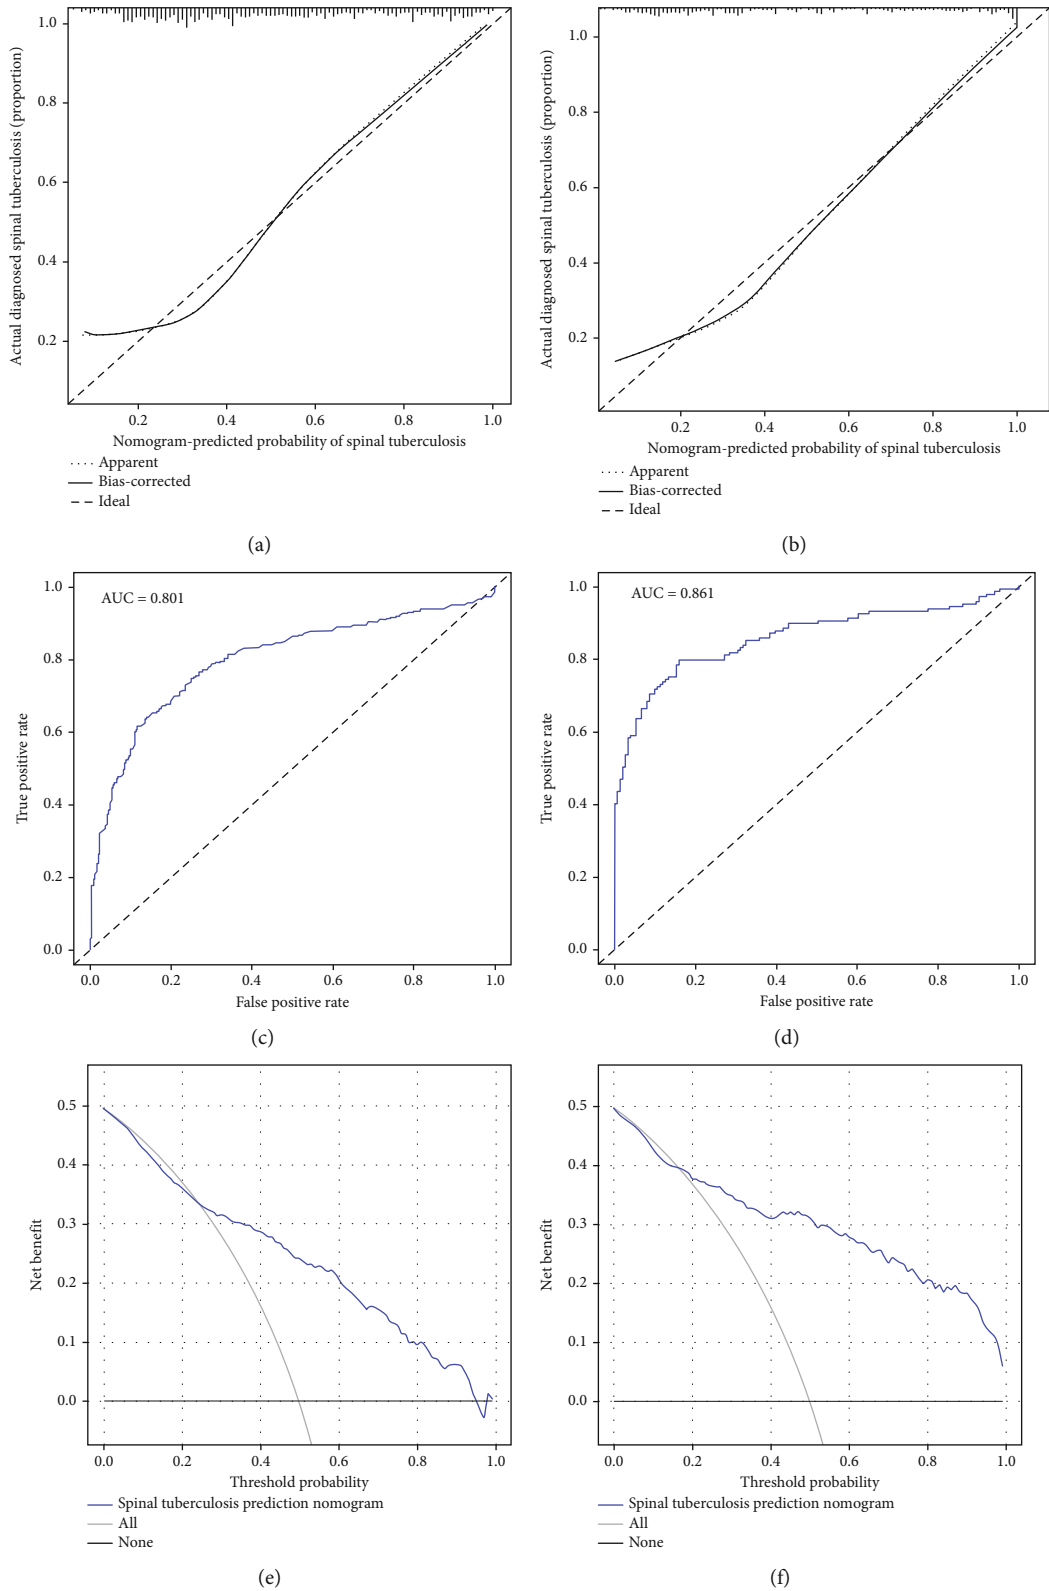 1.0
0.8
0.6
0.4
0.2
Actual diagnosed spinal tuberculosis (proportion)
0.2 0.4 0.6 0.8 1.0
Nomogram-predicted probability of spinal tuberculosis
Apparent
Bias-corrected
Ideal
(a)
1.0
0.8
0.6
0.4
0.2
Actual diagnosed spinal tuberculosis (proportion)
0.2 0.4 0.6 0.8 1.0
Nomogram-predicted probability of spinal tuberculosis
Apparent
Bias-corrected
Ideal
(b)
AUC = 0.801
1.0
0.8
0.6
0.4
0.2
0.0
True positive rate
0.0 0.2 0.4 0.6 0.8 1.0
False positive rate
(c)
AUC = 0.861
1.0
0.8
0.6
0.4
0.2
0.0
True positive rate
0.0 0.2 0.4 0.6 0.8 1.0
False positive rate
(d)
0.5
0.4
0.3
0.2
0.1
0.0
Net benefit
0.0 0.2 0.4 0.6 0.8 1.0
Threshold probability
Spinal tuberculosis prediction nomogram
All
None
(e)
0.5
0.4
0.3
0.2
0.1
0.0
Net benefit
0.0 0.2 0.4 0.6 0.8 1.0
Threshold probability
Spinal tuberculosis prediction nomogram
All
None
(f)